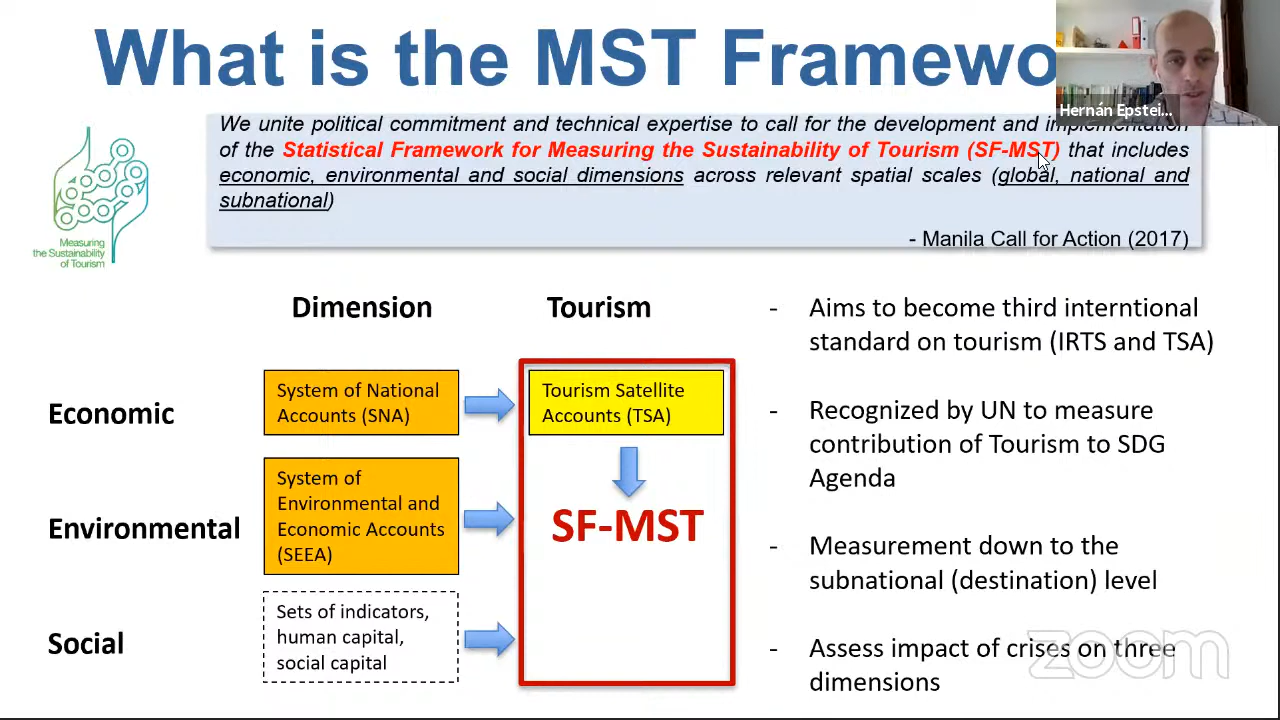 What is the MST Framewo
Hernán Epstei...
We unite political commitment and technical expertise to call for the development and implementation
of the Statistical Framework for Measuring the Sustainability of Tourism (SF-MST) that includes
economic, environmental and social dimensions across relevant spatial scales (global, national and
subnational)
- Manila Call for Action (2017)
Measuring
the Sustainability
of Tourism
Dimension
Tourism
Economic
System of National
Accounts (SNA)
Tourism Satellite
Accounts (TSA)
Environmental
System of
Environmental and
Economic Accounts
(SEEA)
SF-MST
Social
Sets of indicators,
human capital,
social capital
- Aims to become third interntional
standard on tourism (IRTS and TSA)
- Recognized by UN to measure
contribution of Tourism to SDG
Agenda
- Measurement down to the
subnational (destination) level
- Assess impact of crises on three
dimensions
zoom